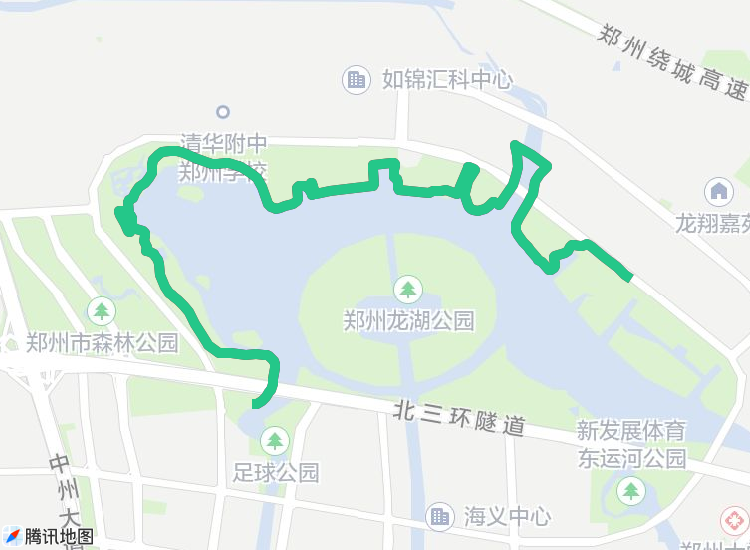 郑州绕城高速
如锦汇科中心
清华附中
郑州学校
龙翔嘉苑
郑州龙湖公园
郑州市森林公园
北三环隧道
新发展体育
东运河公园
足球公园
中州大道
海义中心
腾讯地图